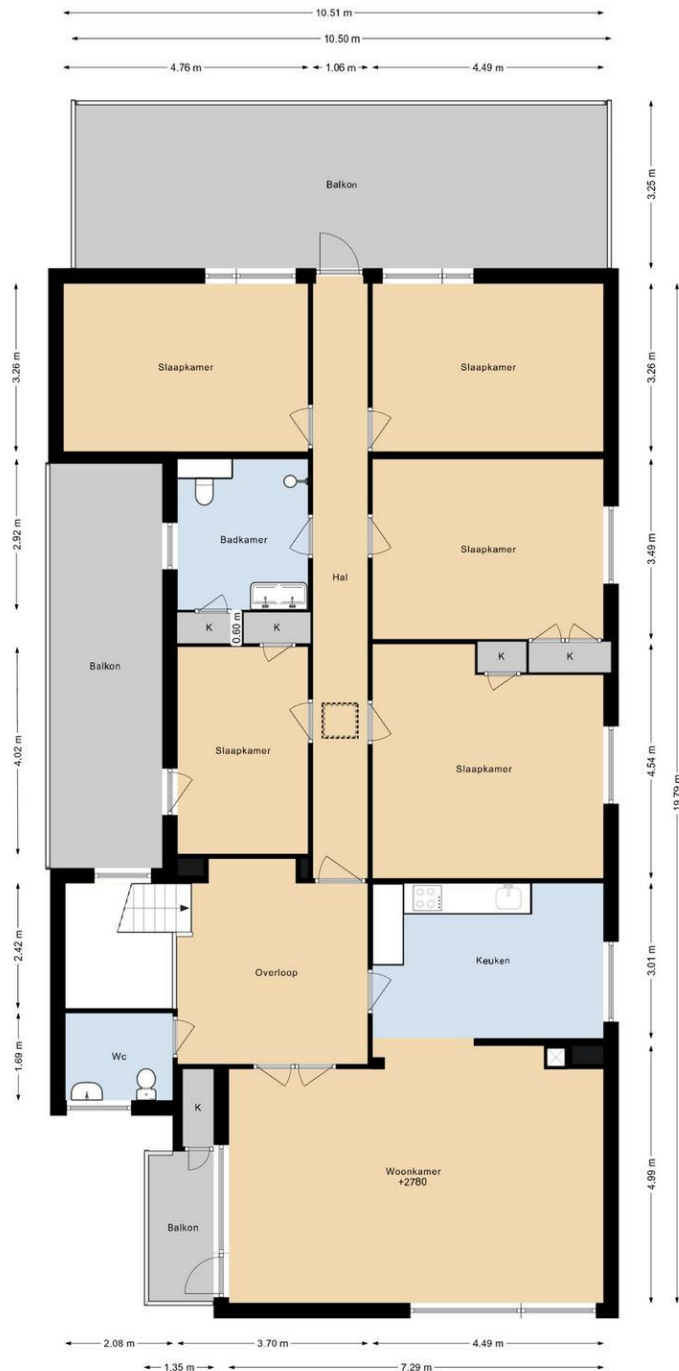 10.51 m
10.50 m
4.76 m
1.06 m
4.49 m
Balkon
3.25 m
3.26 m
Slaapkamer
Slaapkamer
3.26 m
2.92 m
Badkamer
Slaapkamer
3.49 m
Hal
K
0.60 m
K
K
K
Balkon
4.02 m
Slaapkamer
Slaapkamer
4.54 m
19.79 m
2.42 m
Overloop
Keuken
3.01 m
1.69 m
Wc
K
Woonkamer
+2780
4.99 m
Balkon
2.08 m
3.70 m
4.49 m
1.35 m
7.29 m